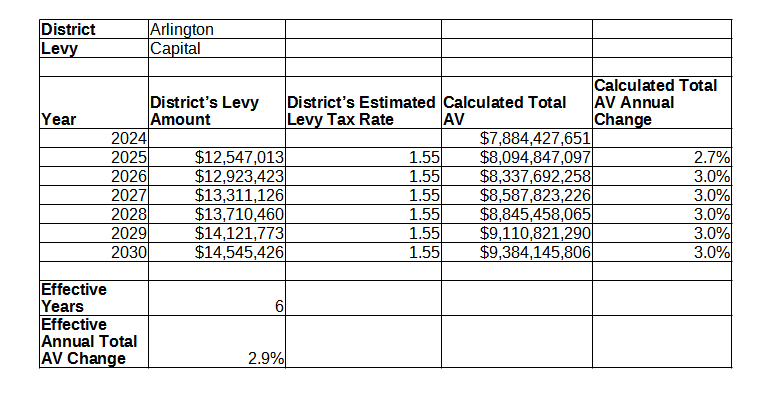 District Arlington
Levy Capital
Calculated Total
District’s Levy District’s Estimated Calculated Total AV Annual
Year Amount Levy Tax Rate AV Change
2024 $7,884,427,651
2025 $12,547,013 1.55 $8,094,847,097 2.7%
2026 $12,923,423 1.55 $8,337,692,258 3.0%
2027 $13,311,126 1.55 $8,587,823,226 3.0%
2028 $13,710,460 1.55 $8,845,458,065 3.0%
2029 $14,121,773 1.55 $9,110,821,290 3.0%
2030 $14,545,426 1.55 $9,384,145,806 3.0%
Effective
Years 6
Effective
Annual Total
AV Change 2.9%